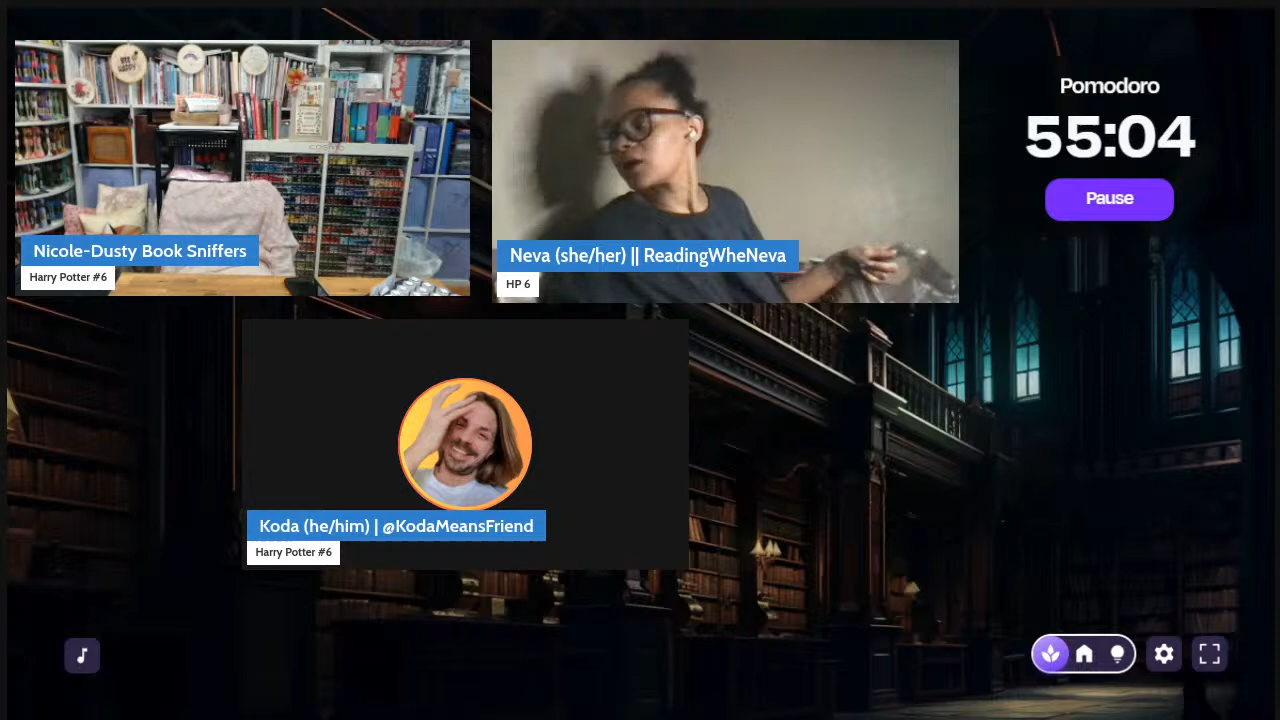 Nicole-Dusty Book Sniffers
Harry Potter #6
Neva (she/her) || ReadingWheNeva
HP 6
Pomodoro
55:04
Pause
Koda (he/him) | @KodaMeansFriend
Harry Potter #6